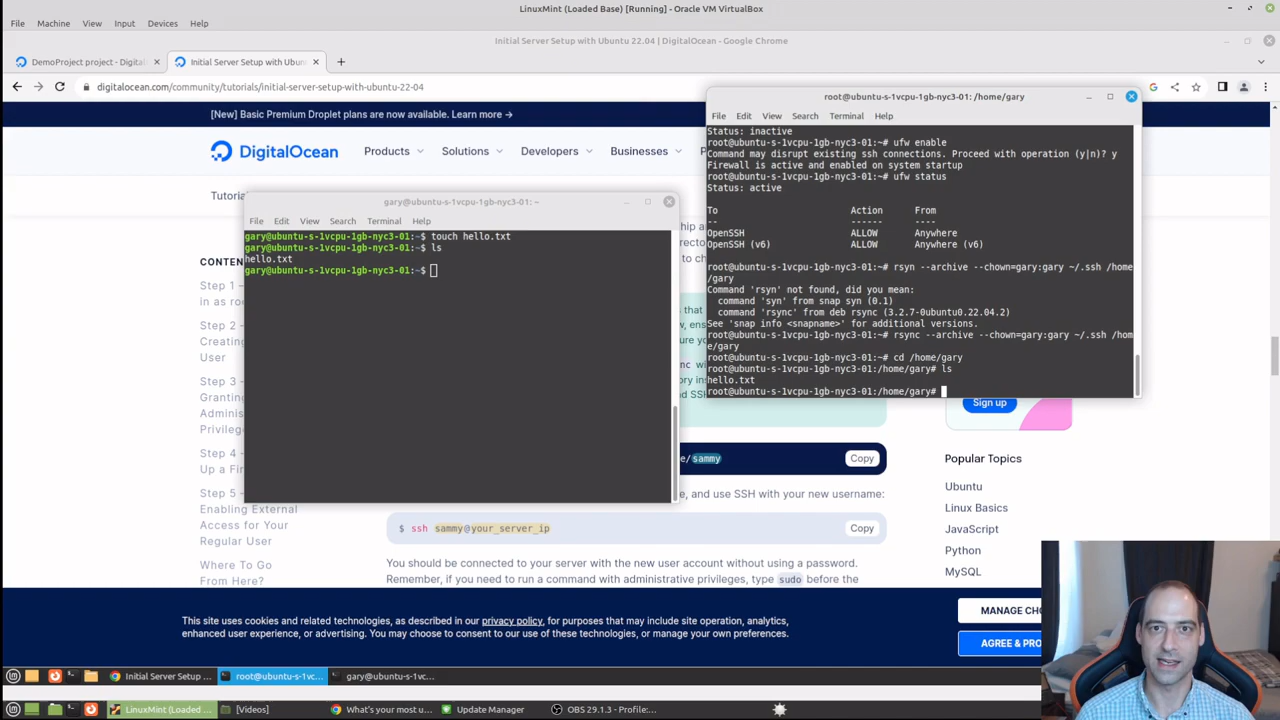 LinuxMint (Loaded Base) [Running] - Oracle VM VirtualBox
File Machine View Input Devices Help
Initial Server Setup with Ubuntu 22.04 | DigitalOcean - Google Chrome
DemoProject project - Digital
Initial Server Setup with Ubun
digitalocean.com/community/tutorials/initial-server-setup-with-ubuntu-22-04
[New] Basic Premium Droplet plans are now available. Learn more →
DigitalOcean Products Solutions Developers Businesses
Tutoria
CONTEN
Step 1 -
in as roo
Step 2 -
Creating
User
Step 3 -
Granting
Adminis
Privilege
Step 4 -
Up a Fir
Step 5 -
Enabling External
Access for Your
Regular User
Where To Go
From Here?
gary@ubuntu-s-1vcpu-1gb-nyc3-01: ~
File Edit View Search Terminal Help
gary@ubuntu-s-1vcpu-1gb-nyc3-01:~$ touch hello.txt
gary@ubuntu-s-1vcpu-1gb-nyc3-01:~$ ls
hello.txt
gary@ubuntu-s-1vcpu-1gb-nyc3-01:~$
root@ubuntu-s-1vcpu-1gb-nyc3-01: /home/gary
File Edit View Search Terminal Help
Status: inactive
root@ubuntu-s-1vcpu-1gb-nyc3-01:~# ufw enable
Command may disrupt existing ssh connections. Proceed with operation (y|n)? y
Firewall is active and enabled on system startup
root@ubuntu-s-1vcpu-1gb-nyc3-01:~# ufw status
Status: active
To Action From
-- ------ ----
OpenSSH ALLOW Anywhere
OpenSSH (v6) ALLOW Anywhere (v6)
root@ubuntu-s-1vcpu-1gb-nyc3-01:~# rsyn --archive --chown=gary:gary ~/.ssh /home
/gary
Command 'rsyn' not found, did you mean:
command 'syn' from snap syn (0.1)
command 'rsync' from deb rsync (3.2.7-0ubuntu0.22.04.2)
See 'snap info <snapname>' for additional versions.
root@ubuntu-s-1vcpu-1gb-nyc3-01:~# rsync --archive --chown=gary:gary ~/.ssh /hom
e/gary
root@ubuntu-s-1vcpu-1gb-nyc3-01:~# cd /home/gary
root@ubuntu-s-1vcpu-1gb-nyc3-01:/home/gary# ls
hello.txt
root@ubuntu-s-1vcpu-1gb-nyc3-01:/home/gary#
Sign up
e/sammy Copy
e, and use SSH with your new username:
$ ssh sammy@your_server_ip Copy
You should be connected to your server with the new user account without using a password.
Remember, if you need to run a command with administrative privileges, type sudo before the
Popular Topics
Ubuntu
Linux Basics
JavaScript
Python
MySQL
This site uses cookies and related technologies, as described in our privacy policy, for purposes that may include site operation, analytics,
enhanced user experience, or advertising. You may choose to consent to our use of these technologies, or manage your own preferences.
MANAGE CHO
AGREE & PRO
Initial Server Setup ... root@ubuntu-s-1vc... gary@ubuntu-s-1vc...
LinuxMint (Loaded ... [Videos] What's your most u... Update Manager OBS 29.1.3 - Profile:...